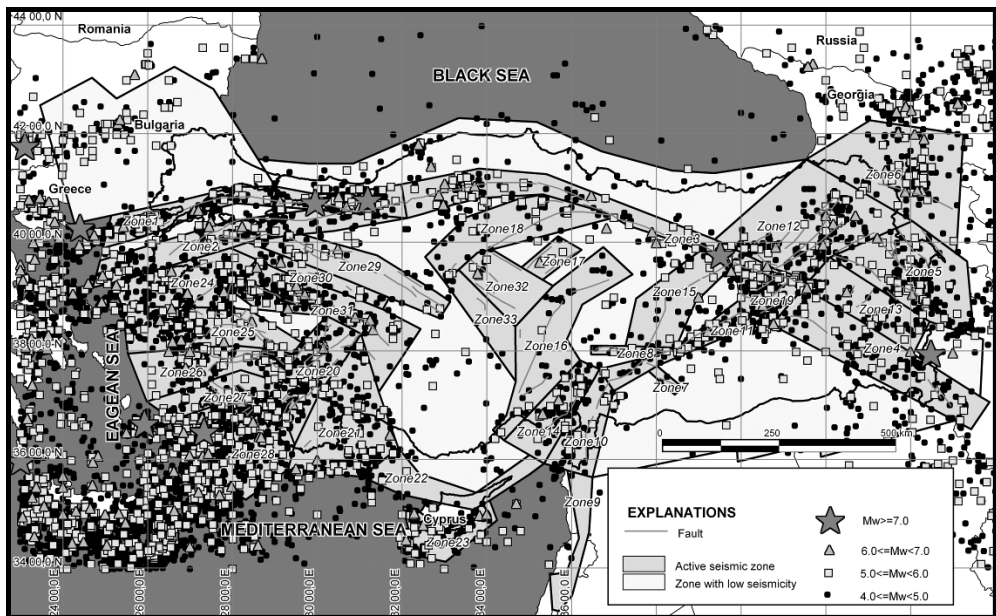 44 00,0 N
Romania
Russia
BLACK SEA
Georgia
42 00,0 N
Bulgaria
Greece
Zone6
Zone1
Zone18
Zone12
40 00,0 N
Zone2
Zone3
Zone17
Zone29
Zone5
Zone30
Zone24
Zone32
Zone15
Zone19
Zone31
Zone13
Zone33
Zone25
Zone11
Zone16
Zone4
38 00,0 N
Zone8
Zone26
Zone20
Zone7
EAGEAN SEA
Zone27
Zone21
Zone14
Zone10
0 250 500 km
36 00,0 N
Zone28
Zone22
Zone9
MEDITERRANEAN SEA
Cyprus
Zone23
34 00,0 N
24 00,0 E
26 00,0 E
28 00,0 E
30 00,0 E
32 00,0 E
34 00,0 E
36 00,0 E
EXPLANATIONS
Fault
Active seismic zone
Zone with low seismicity
Mw>=7.0
6.0<=Mw<7.0
5.0<=Mw<6.0
4.0<=Mw<5.0